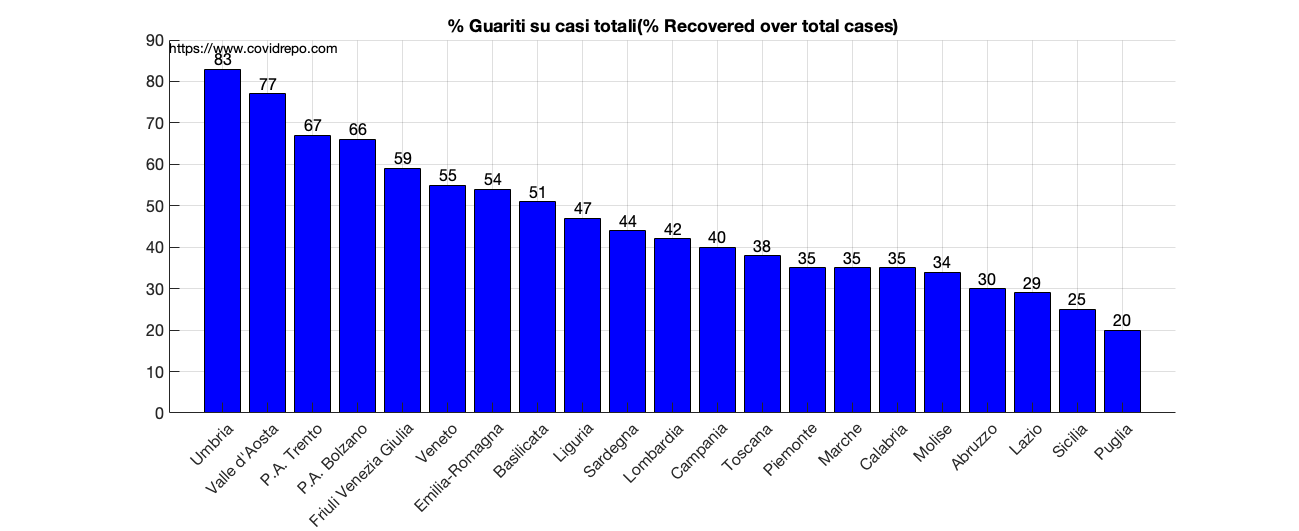 % Guariti su casi totali(% Recovered over total cases)
https://www.covidrepo.com
90
80
70
60
50
40
30
20
10
0
83
77
67
66
59
55
54
51
47
44
42
40
38
35
35
35
34
30
29
25
20
Umbria
Valle d'Aosta
P.A. Trento
P.A. Bolzano
Friuli Venezia Giulia
Veneto
Emilia-Romagna
Basilicata
Liguria
Sardegna
Lombardia
Campania
Toscana
Piemonte
Marche
Calabria
Molise
Abruzzo
Lazio
Sicilia
Puglia